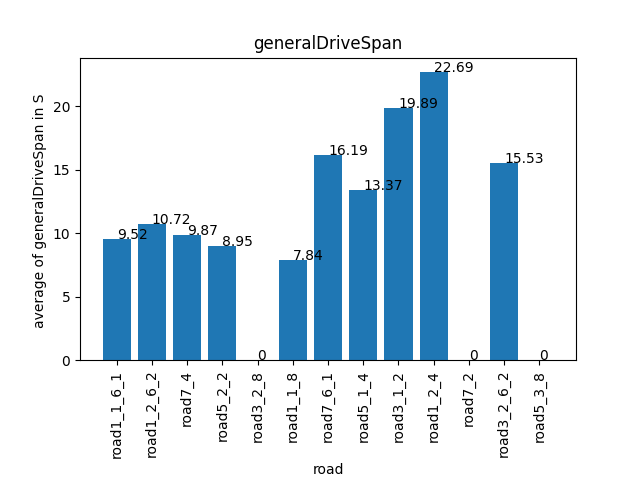 generalDriveSpan
average of generalDriveSpan in S
20
15
10
5
0
9.52
10.72
9.87
8.95
0
7.84
16.19
13.37
19.89
22.69
0
15.53
0
road1_1_6_1
road1_2_6_2
road7_4
road5_2_2
road3_2_8
road1_1_8
road7_6_1
road5_1_4
road3_1_2
road1_2_4
road7_2
road3_2_6_2
road5_3_8
road